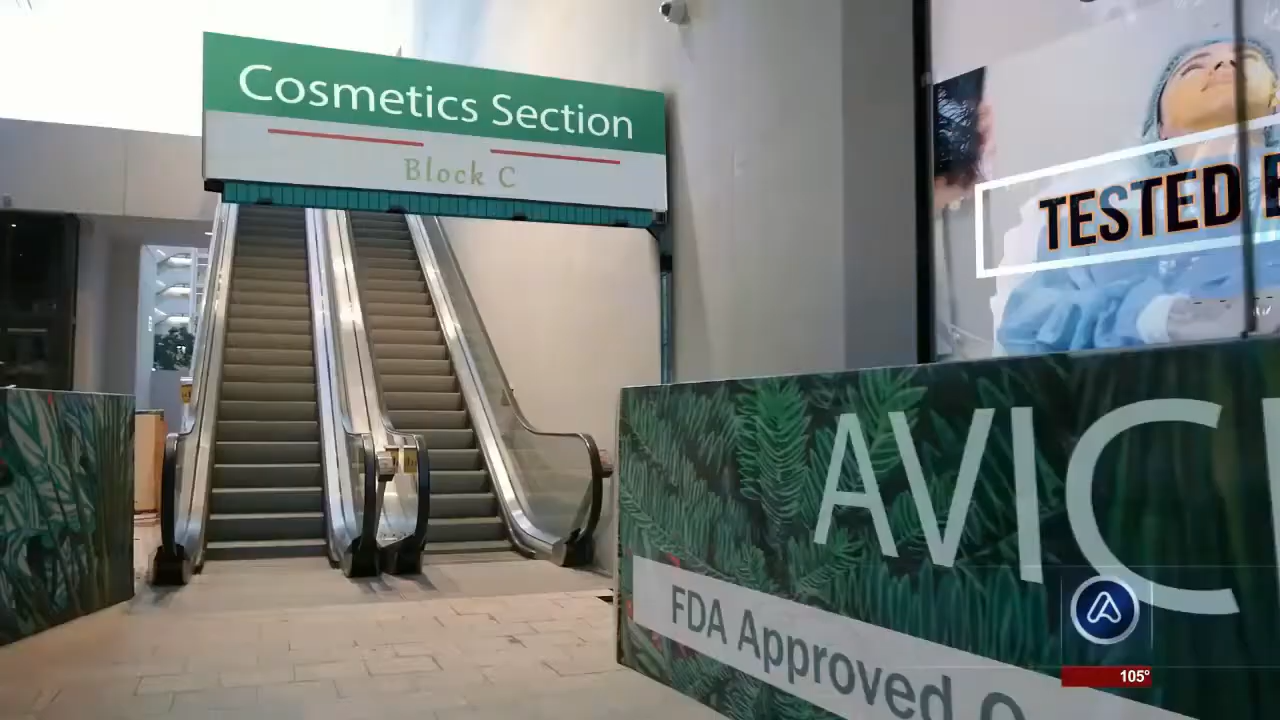 Cosmetics Section
Block C
TESTED
AVIC
FDA Approved
105°